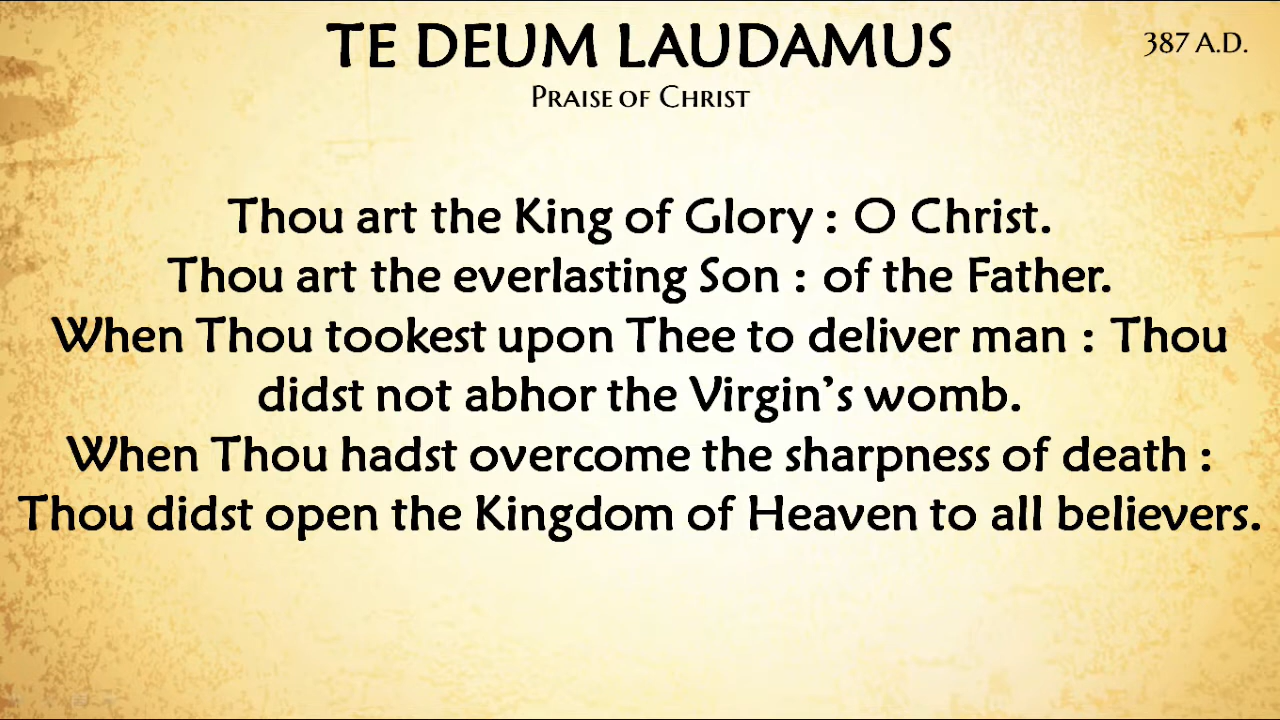 TE DEUM LAUDAMUS
387 A.D.
PRAISE OF CHRIST
Thou art the King of Glory : O Christ.
Thou art the everlasting Son : of the Father.
When Thou tookest upon Thee to deliver man : Thou
didst not abhor the Virgin’s womb.
When Thou hadst overcome the sharpness of death :
Thou didst open the Kingdom of Heaven to all believers.